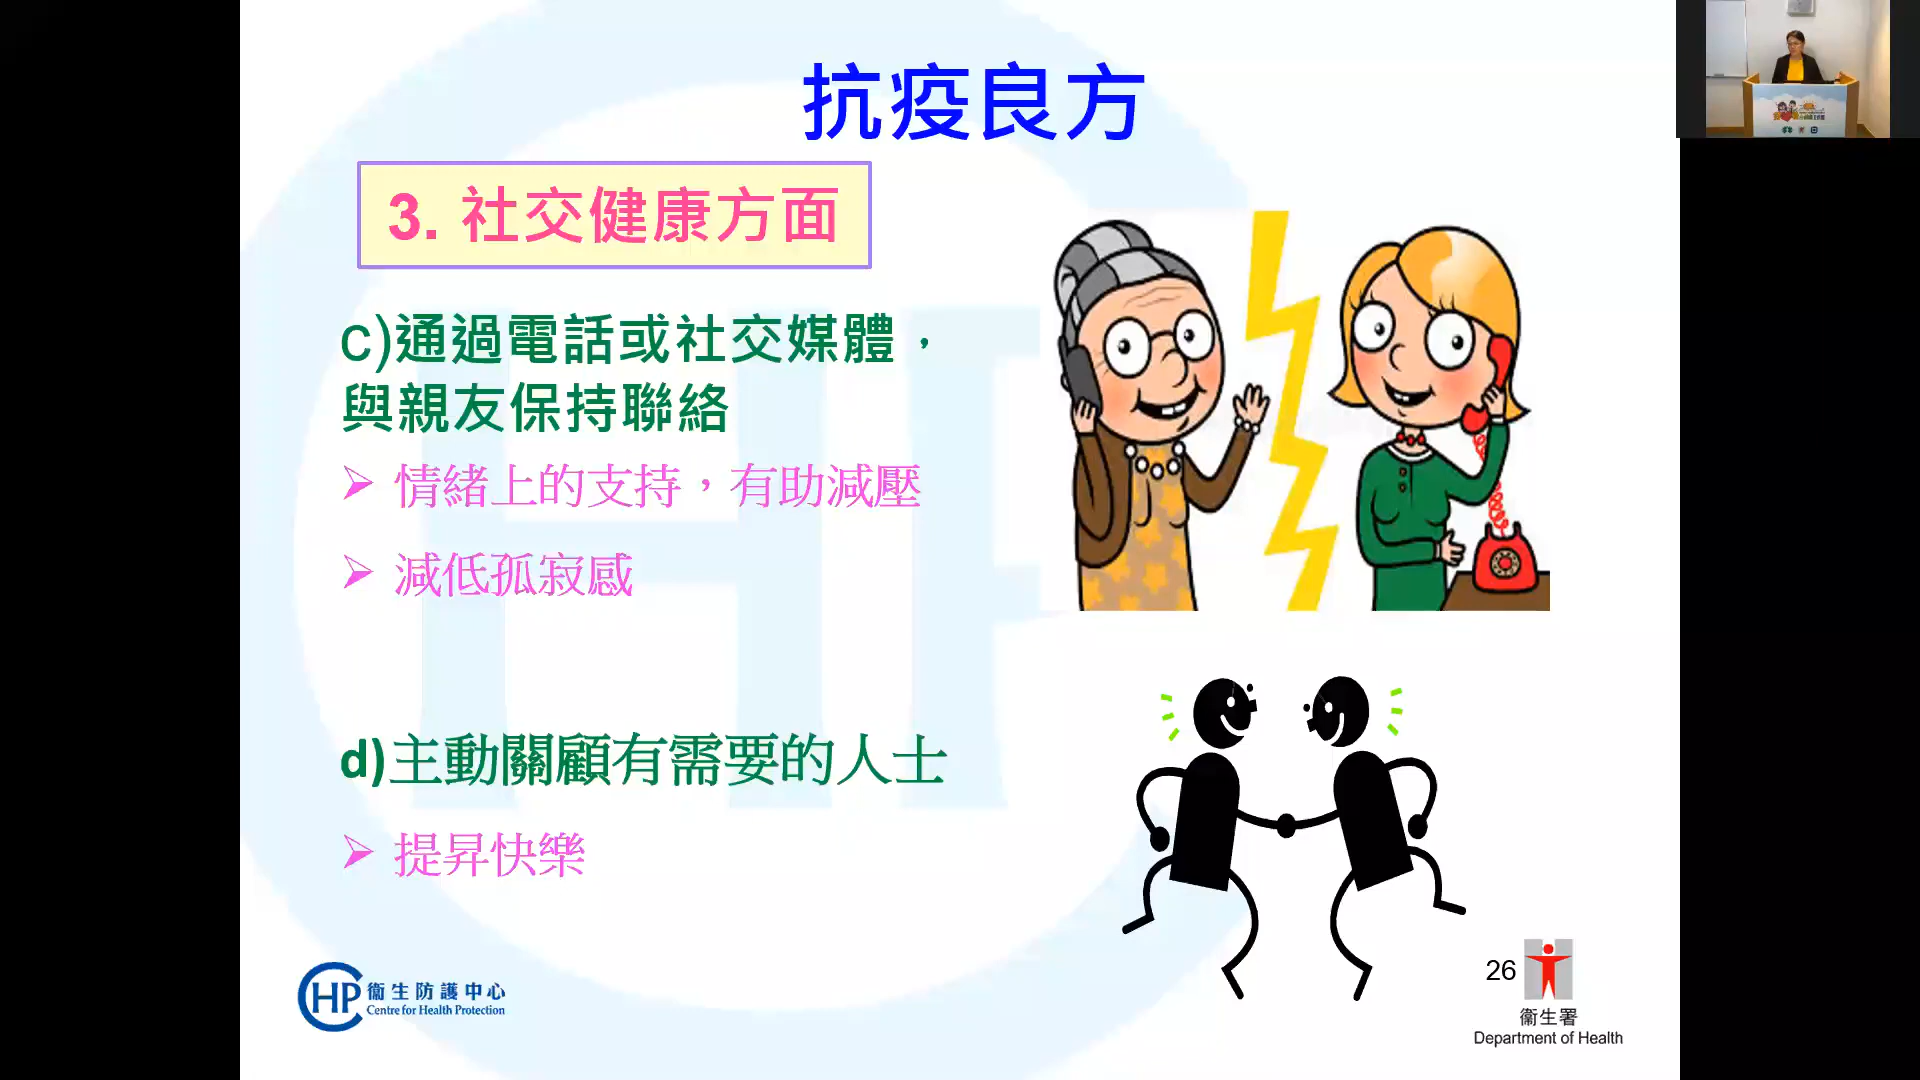 抗疫良方
3. 社交健康方面
c)通過電話或社交媒體，
與親友保持聯絡
情緒上的支持，有助減壓
減低孤寂感
d)主動關顧有需要的人士
提昇快樂
CHP
衞生防護中心
Centre for Health Protection
26
衞生署
Department of Health